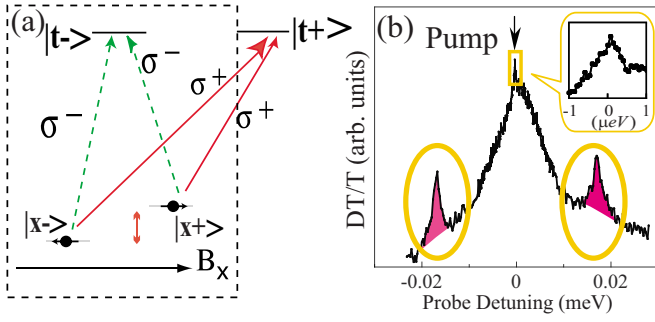 (a)
|t->
|t+>
σ−
σ−
σ+
σ+
|x->
|x+>
Bx
(b)
Pump
DT/T (arb. units)
-1 0 1
(μeV)
-0.02 0 0.02
Probe Detuning (meV)